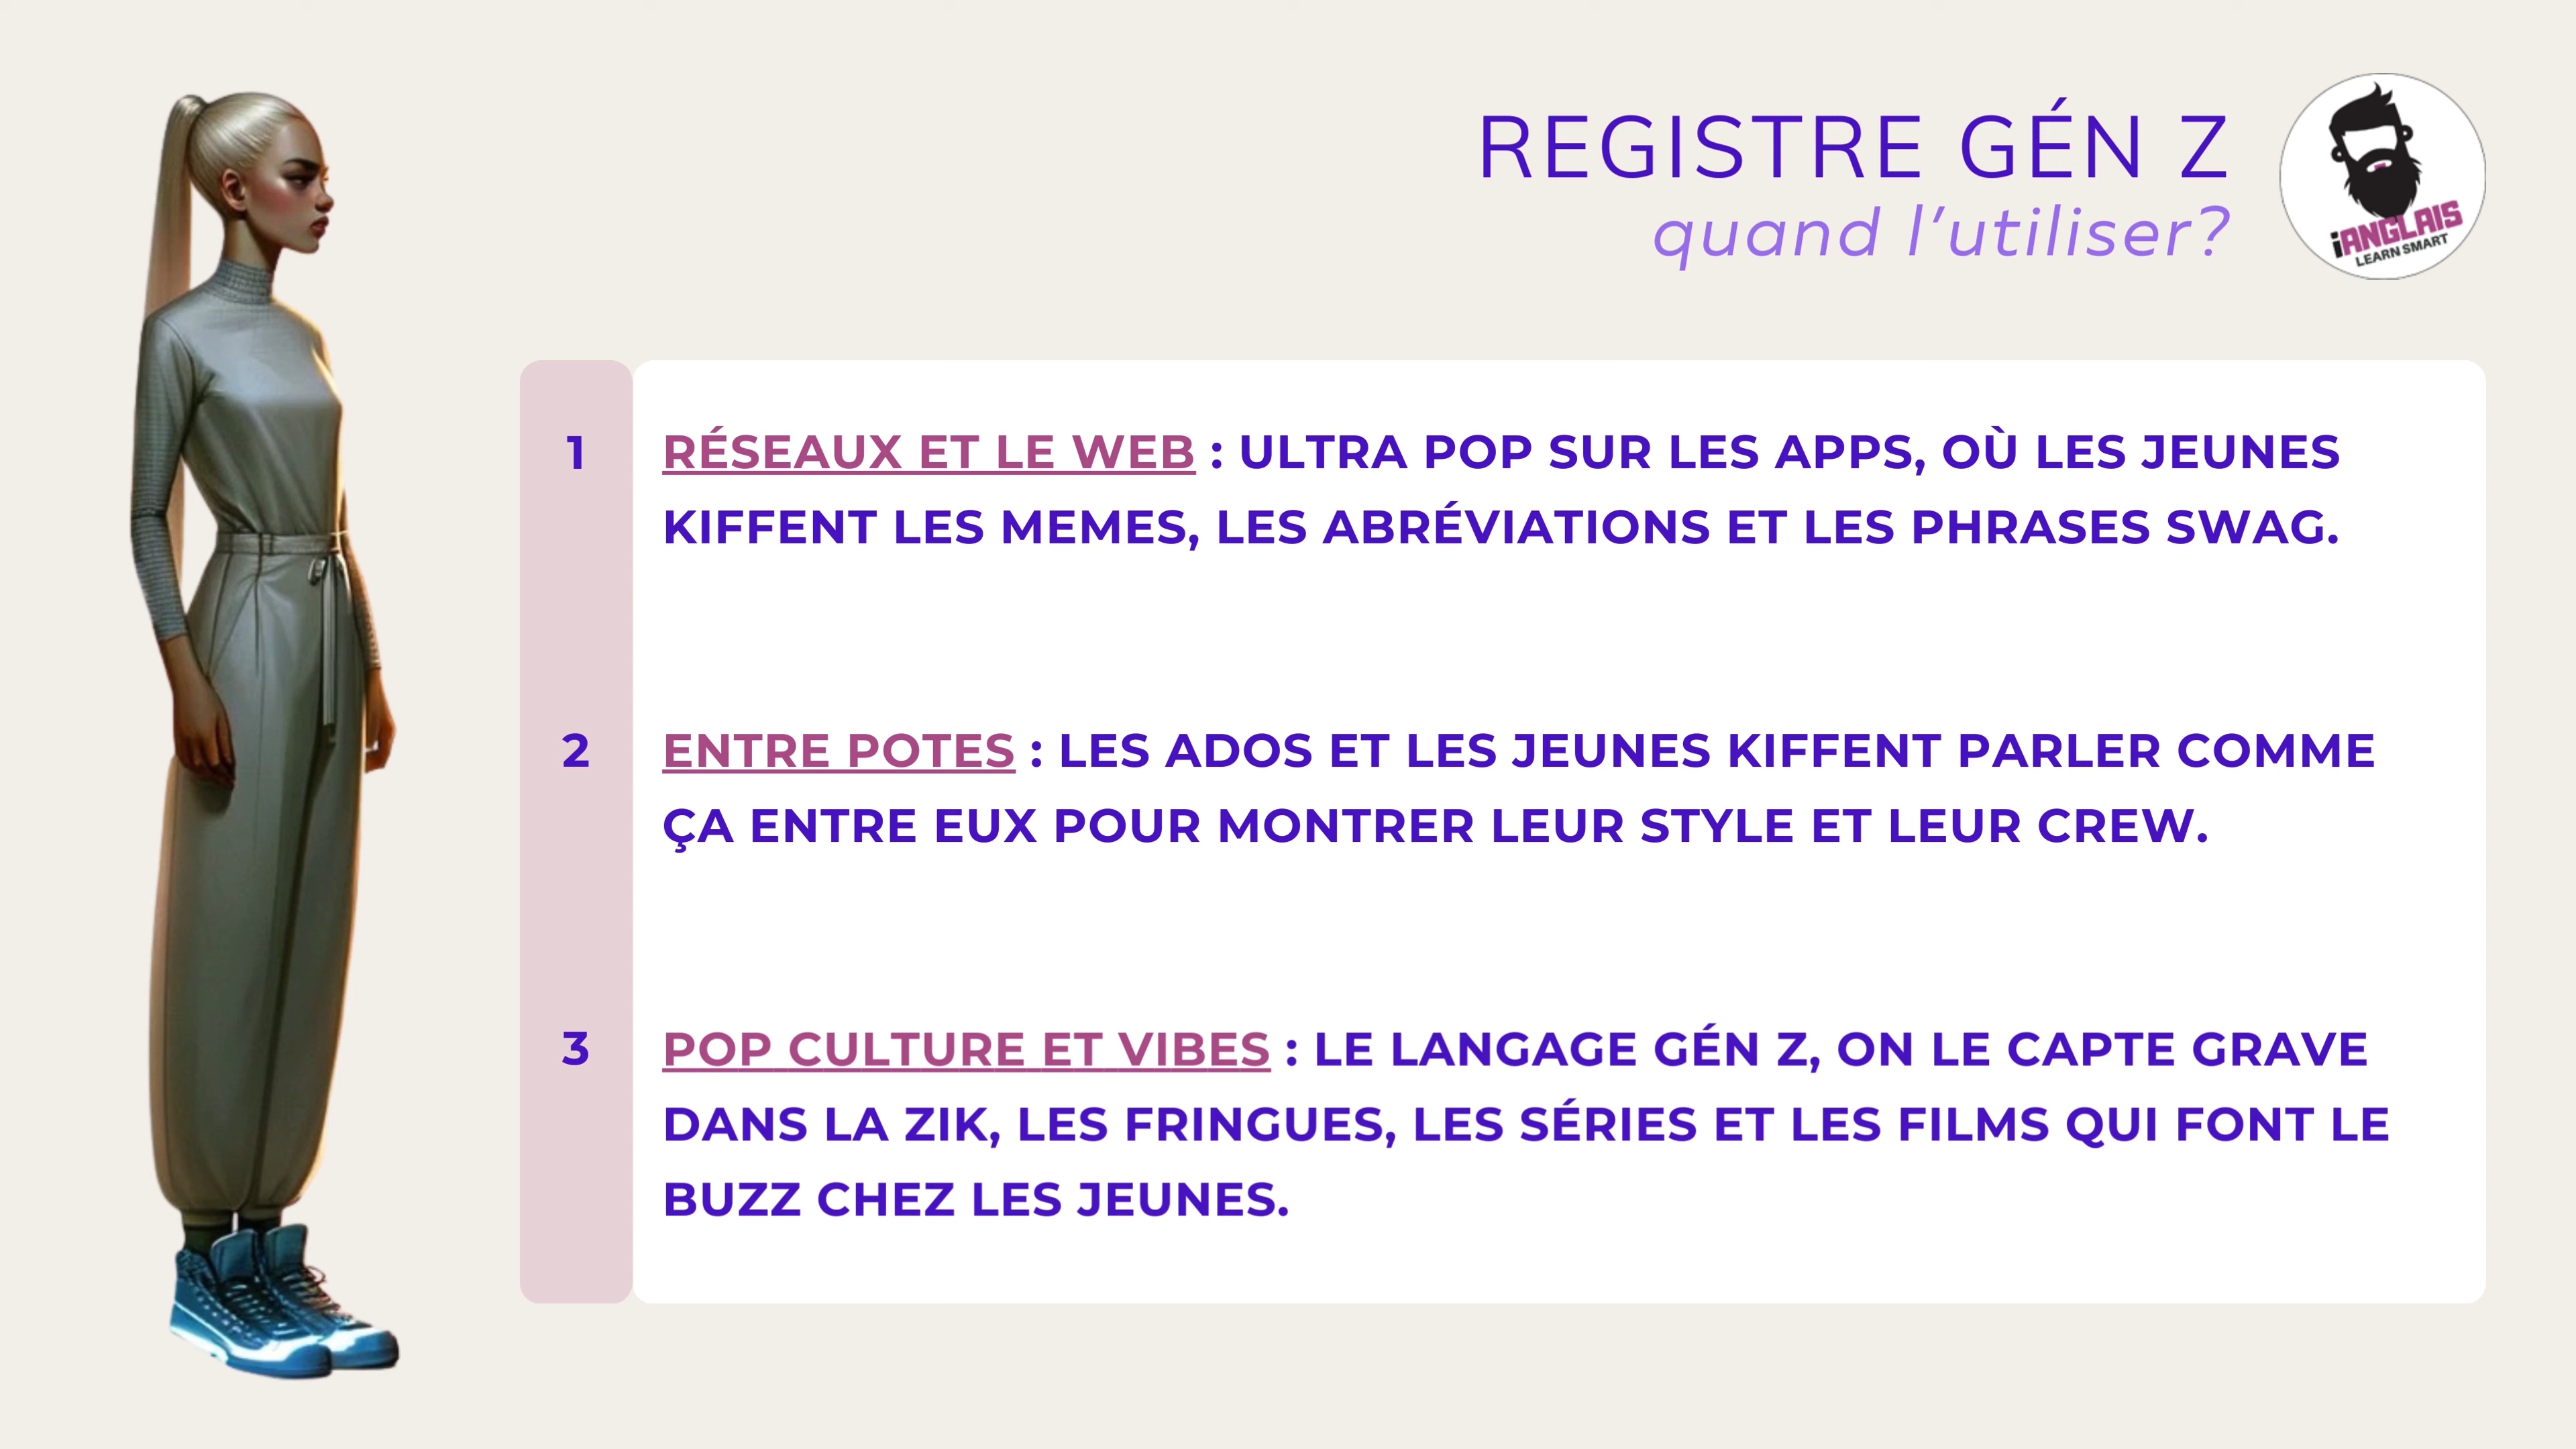 REGISTRE GÉN Z
quand l'utiliser?
iANGLAIS
LEARN SMART
1
RÉSEAUX ET LE WEB : ULTRA POP SUR LES APPS, OÙ LES JEUNES
KIFFENT LES MEMES, LES ABRÉVIATIONS ET LES PHRASES SWAG.
2
ENTRE POTES : LES ADOS ET LES JEUNES KIFFENT PARLER COMME
ÇA ENTRE EUX POUR MONTRER LEUR STYLE ET LEUR CREW.
3
POP CULTURE ET VIBES : LE LANGAGE GÉN Z, ON LE CAPTE GRAVE
DANS LA ZIK, LES FRINGUES, LES SÉRIES ET LES FILMS QUI FONT LE
BUZZ CHEZ LES JEUNES.